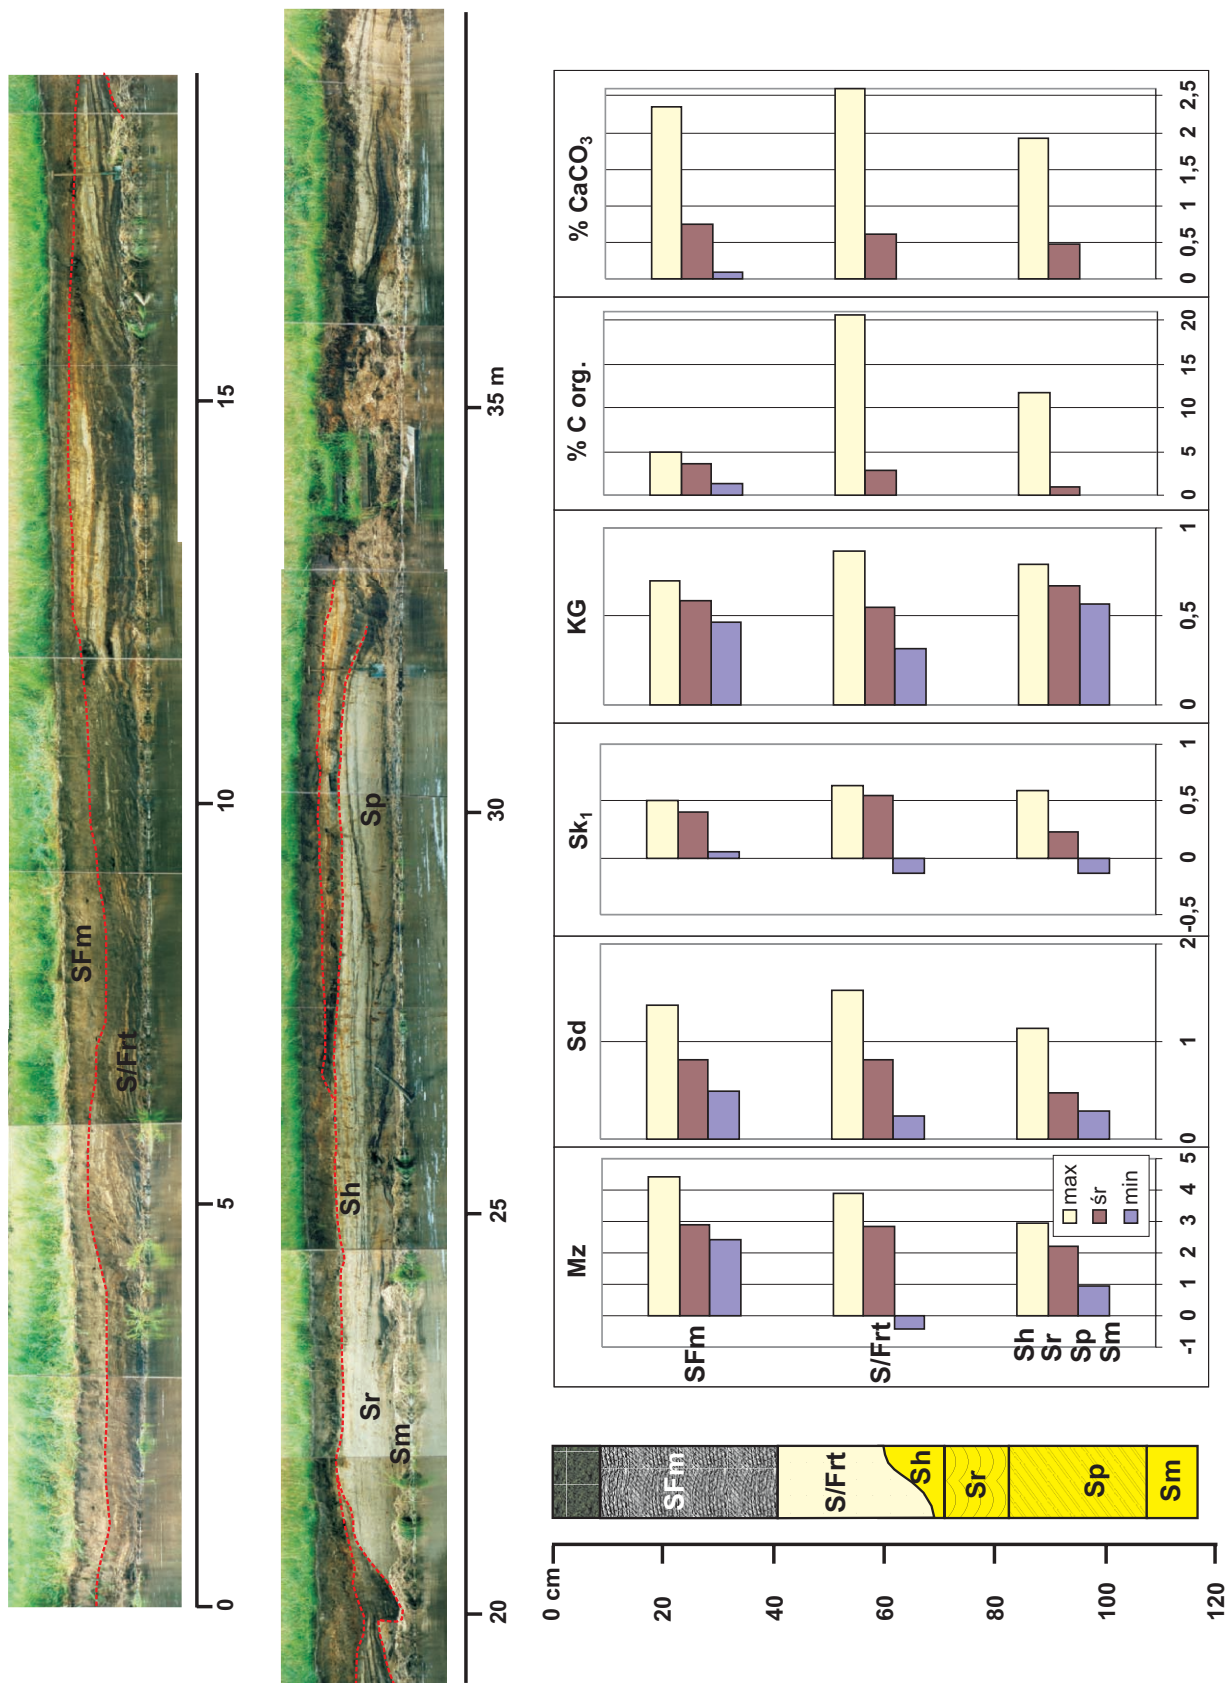 SFm
S/Frt
0
5
10
15
Sm
Sr
Sh
Sp
20
25
30
35 m
0 cm
20
40
60
80
100
120
SFm
S/Frt
Sh
Sr
Sp
Sm
Mz
SFm
S/Frt
Sh
Sr
Sp
Sm
-1
0
1
2
3
4
5
max
śr
min
Sd
0
1
2
Sk1
-0,5
0
0,5
1
KG
0
0,5
1
% C org.
0
5
10
15
20
% CaCO3
0
0,5
1
1,5
2
2,5